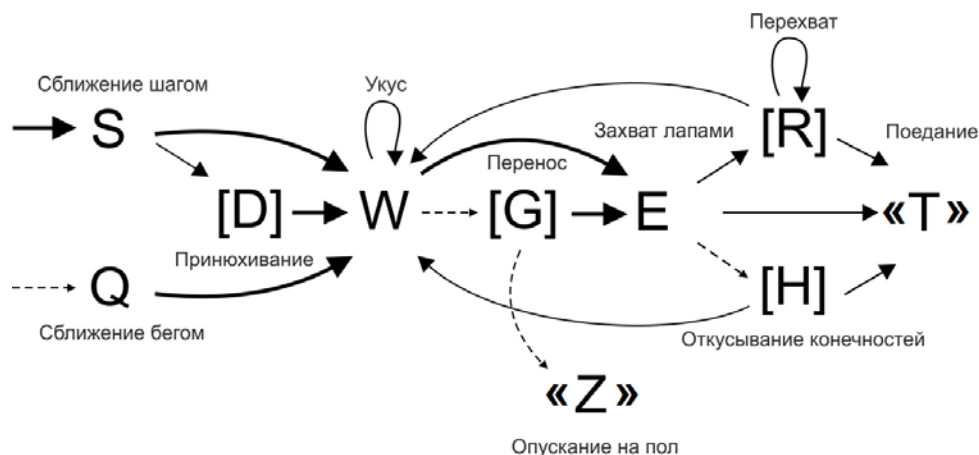 Перехват
Сближение шагом
Укус
S
[R]
Захват лапами
Поедание
Перенос
[D]
W
[G]
E
«T»
Принюхивание
Q
[H]
Сближение бегом
Откусывание конечностей
«Z»
Опускание на пол